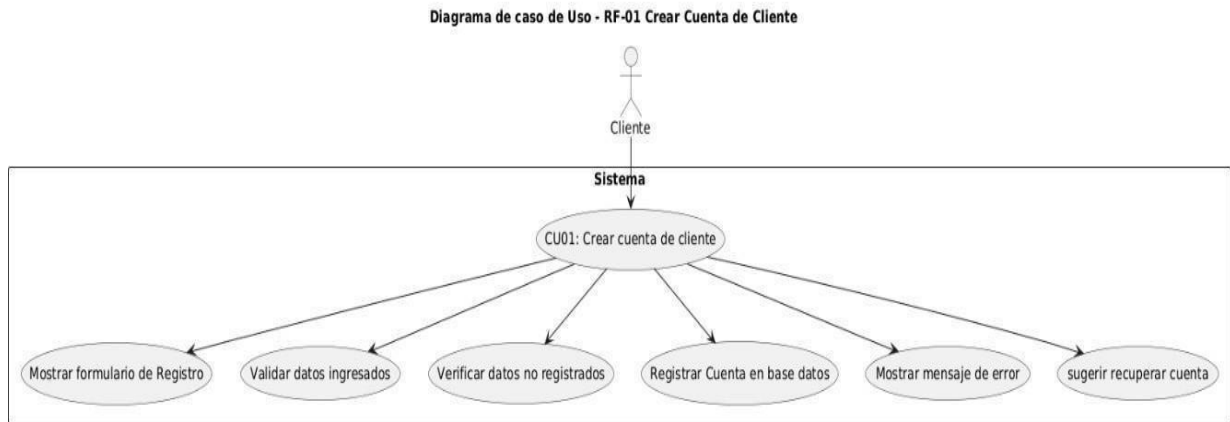 Diagrama de caso de Uso - RF-01 Crear Cuenta de Cliente
Cliente
Sistema
CU01: Crear cuenta de cliente
Mostrar formulario de Registro
Validar datos ingresados
Verificar datos no registrados
Registrar Cuenta en base datos
Mostrar mensaje de error
sugerir recuperar cuenta